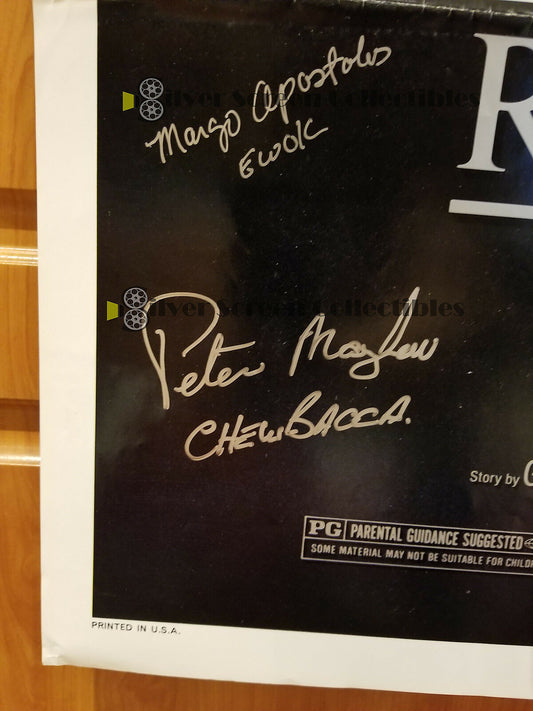 Silver Screen Collectibles
R
Margo Apostolos
EWOK
Silver Screen Collectibles
Peter Mayhew
CHEWBACCA.
Story by G
PG PARENTAL GUIDANCE SUGGESTED
SOME MATERIAL MAY NOT BE SUITABLE FOR CHILD
PRINTED IN U.S.A.